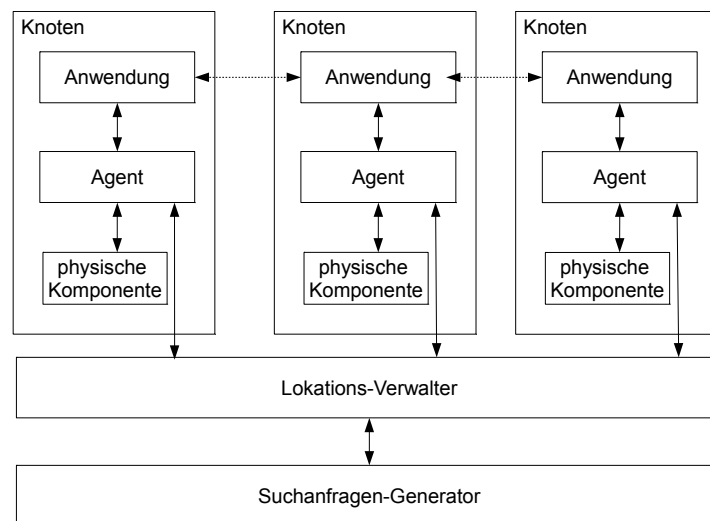 Knoten
Knoten
Knoten
Anwendung
Anwendung
Anwendung
Agent
Agent
Agent
physische
Komponente
physische
Komponente
physische
Komponente
Lokations-Verwalter
Suchanfragen-Generator